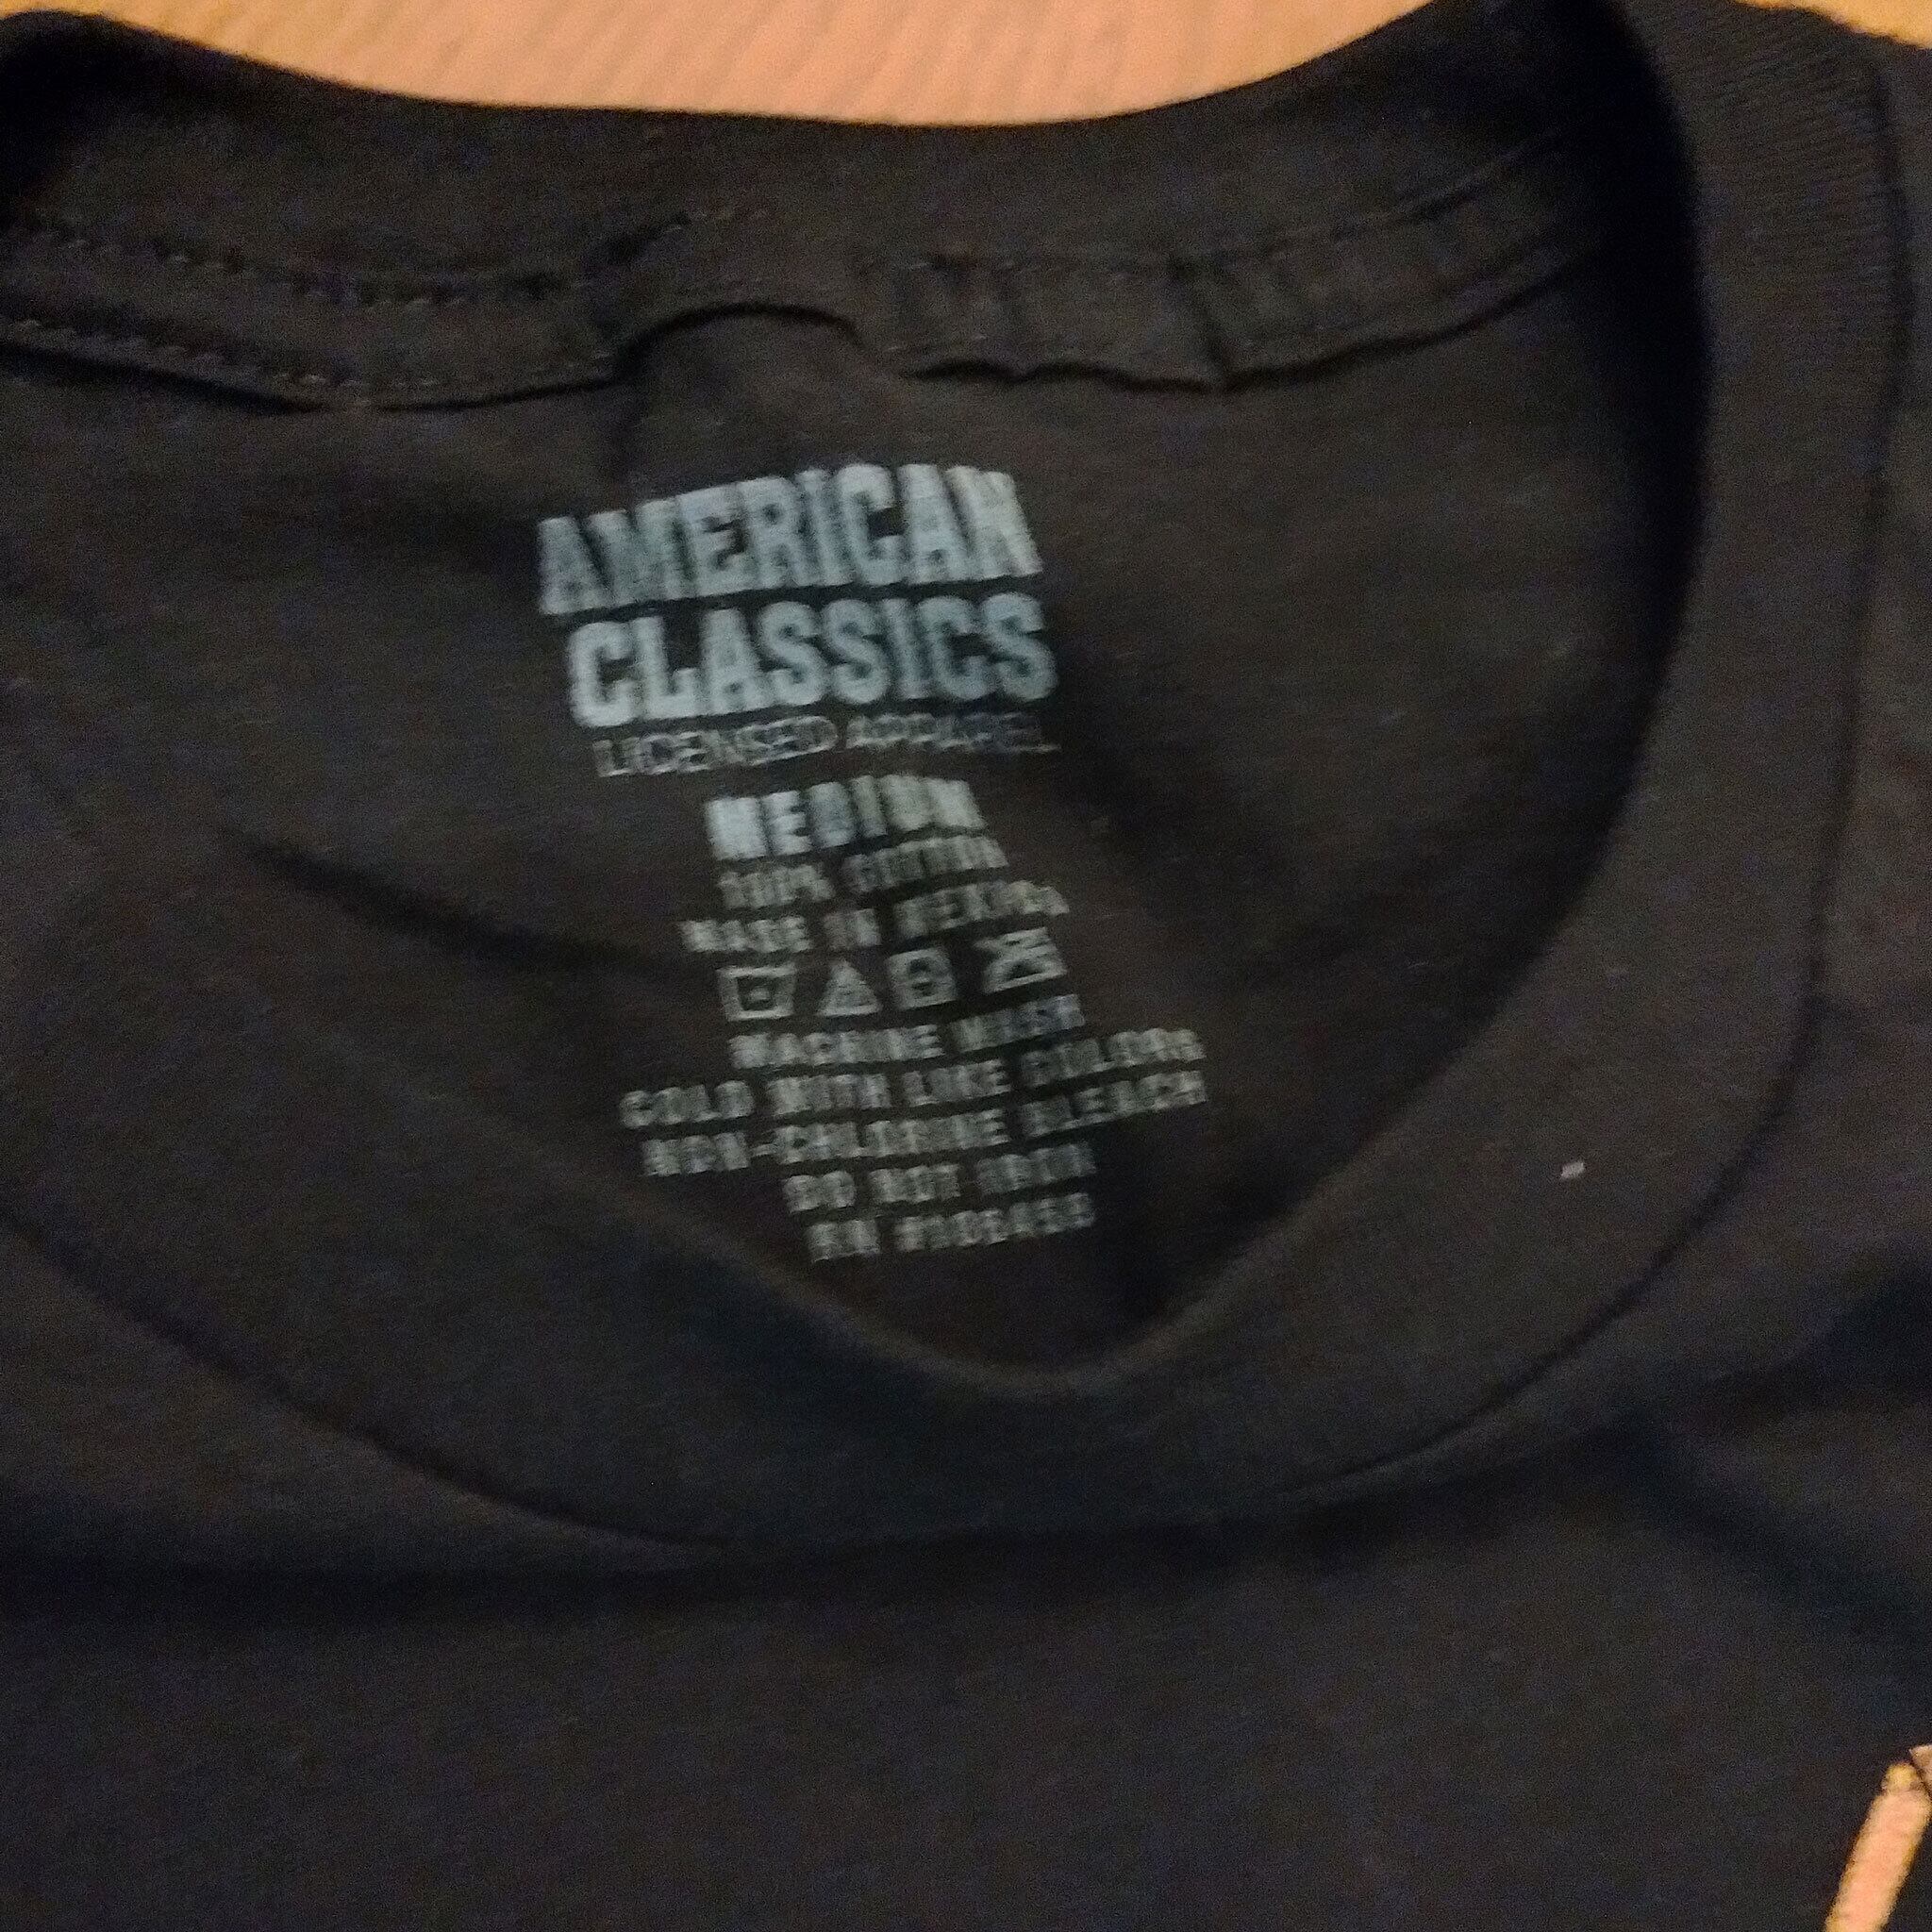 AMERICAN
CLASSICS
LICENSED APPAREL
MEDIUM
100% COTTON
MADE IN MEXICO
MACHINE WASH
COLD WITH LIKE COLORS
NON-CHLORINE BLEACH
DO NOT IRON
RN